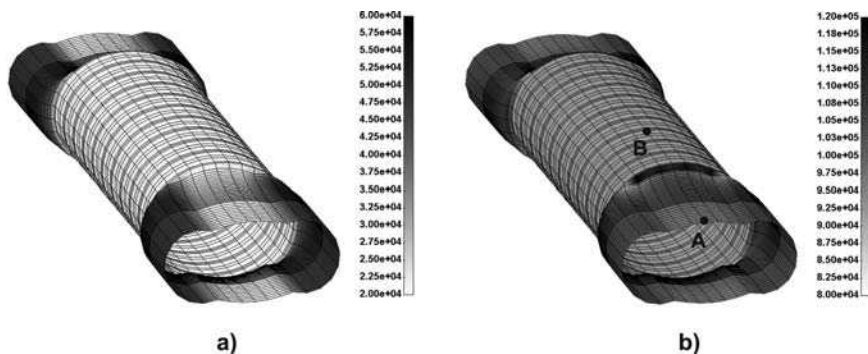 6.00e+04
5.75e+04
5.50e+04
5.25e+04
5.00e+04
4.75e+04
4.50e+04
4.25e+04
4.00e+04
3.75e+04
3.50e+04
3.25e+04
3.00e+04
2.75e+04
2.50e+04
2.25e+04
2.00e+04
a)
1.20e+05
1.18e+05
1.15e+05
1.13e+05
1.10e+05
1.08e+05
1.05e+05
1.03e+05
1.00e+05
9.75e+04
9.50e+04
9.25e+04
9.00e+04
8.75e+04
8.50e+04
8.25e+04
8.00e+04
B
A
b)